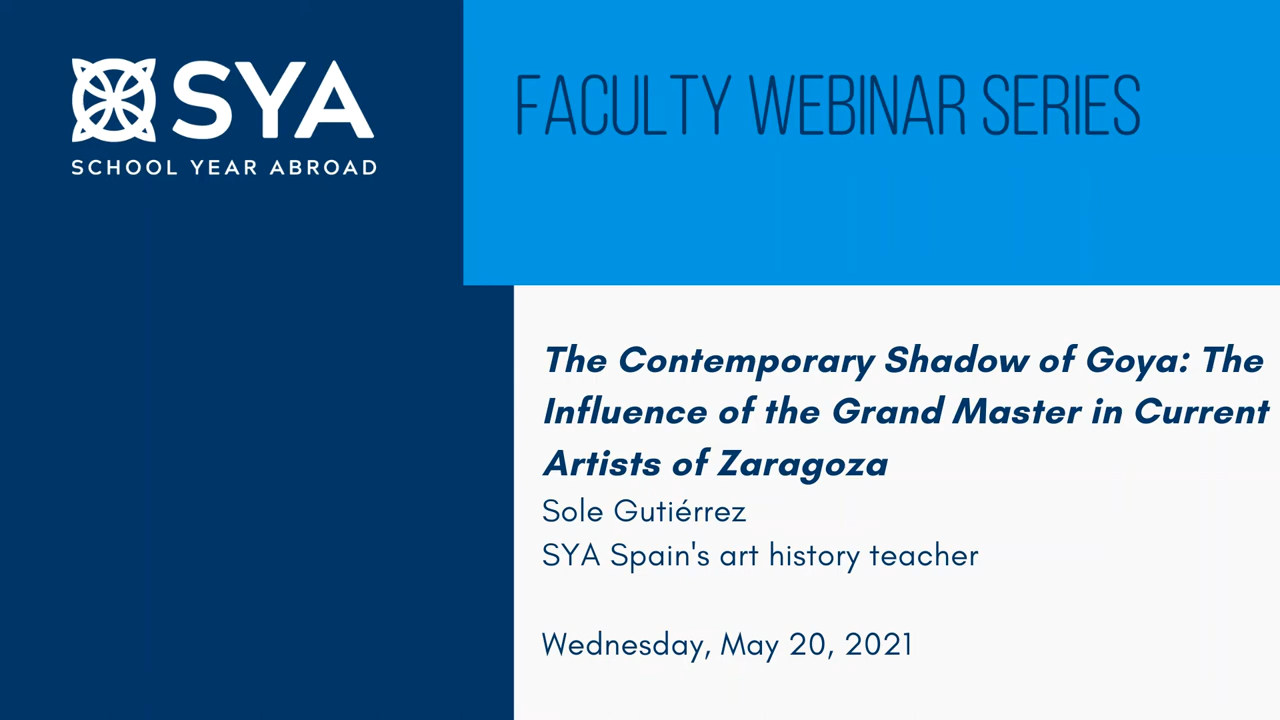 SYA
SCHOOL YEAR ABROAD
FACULTY WEBINAR SERIES
The Contemporary Shadow of Goya: The
Influence of the Grand Master in Current
Artists of Zaragoza
Sole Gutiérrez
SYA Spain's art history teacher
Wednesday, May 20, 2021